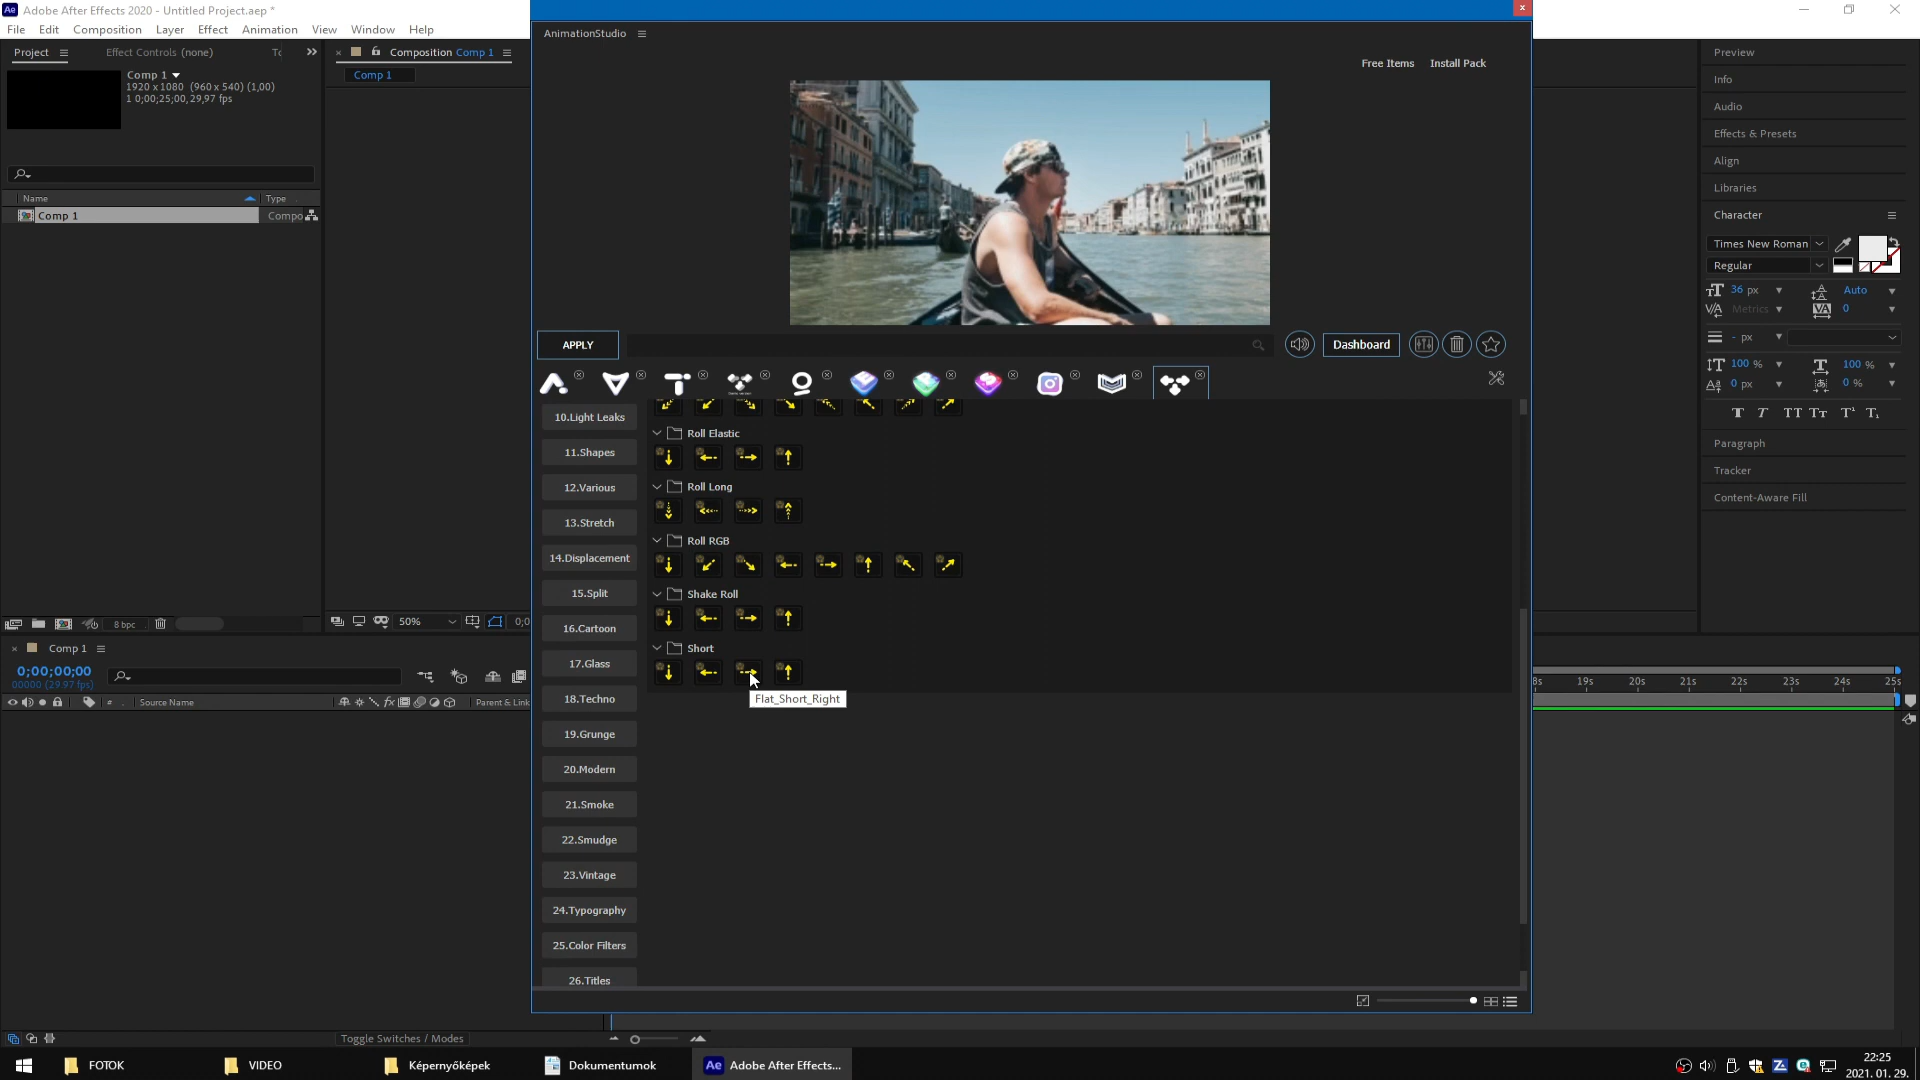 Adobe After Effects 2020 - Untitled Project.aep *
File Edit Composition Layer Effect Animation View Window Help
Project Effect Controls (none)
Composition Comp 1
Comp 1
Comp 1
1920 x 1080 (960 x 540) (1,00)
1 0;00;25;00, 29,97 fps
Name Type
Comp 1 Compo
8 bpc
50%
AnimationStudio
Free Items Install Pack
APPLY
Dashboard
10.Light Leaks
11.Shapes
12.Various
13.Stretch
14.Displacement
15.Split
16.Cartoon
17.Glass
18.Techno
19.Grunge
20.Modern
21.Smoke
22.Smudge
23.Vintage
24.Typography
25.Color Filters
26.Titles
Roll Elastic
Roll Long
Roll RGB
Shake Roll
Short
Flat_Short_Right
Preview
Info
Audio
Effects & Presets
Align
Libraries
Character
Times New Roman
Regular
36 px Auto
Metrics 0
- px
100 % 100 %
0 px 0 %
Paragraph
Tracker
Content-Aware Fill
Comp 1
0;00;00;00
00000 (29.97 fps)
# Source Name Parent & Link
19s 20s 21s 22s 23s 24s 25s
Toggle Switches / Modes
FOTOK
VIDEO
Képernyőképek
Dokumentumok
Adobe After Effects...
22:25
2021. 01. 29.